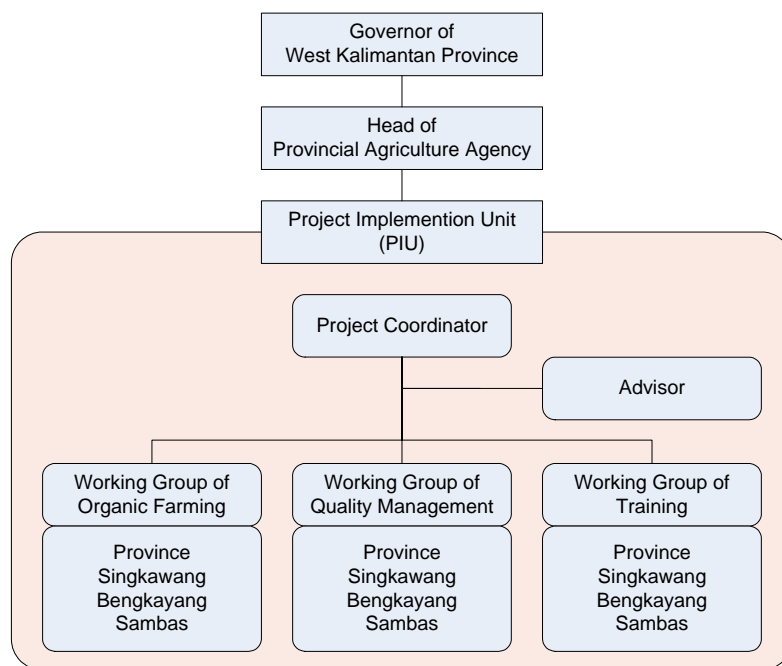 Governor of
West Kalimantan Province
Head of
Provincial Agriculture Agency
Project Implemention Unit
(PIU)
Project Coordinator
Advisor
Working Group of
Organic Farming
Province
Singkawang
Bengkayang
Sambas
Working Group of
Quality Management
Province
Singkawang
Bengkayang
Sambas
Working Group of
Training
Province
Singkawang
Bengkayang
Sambas